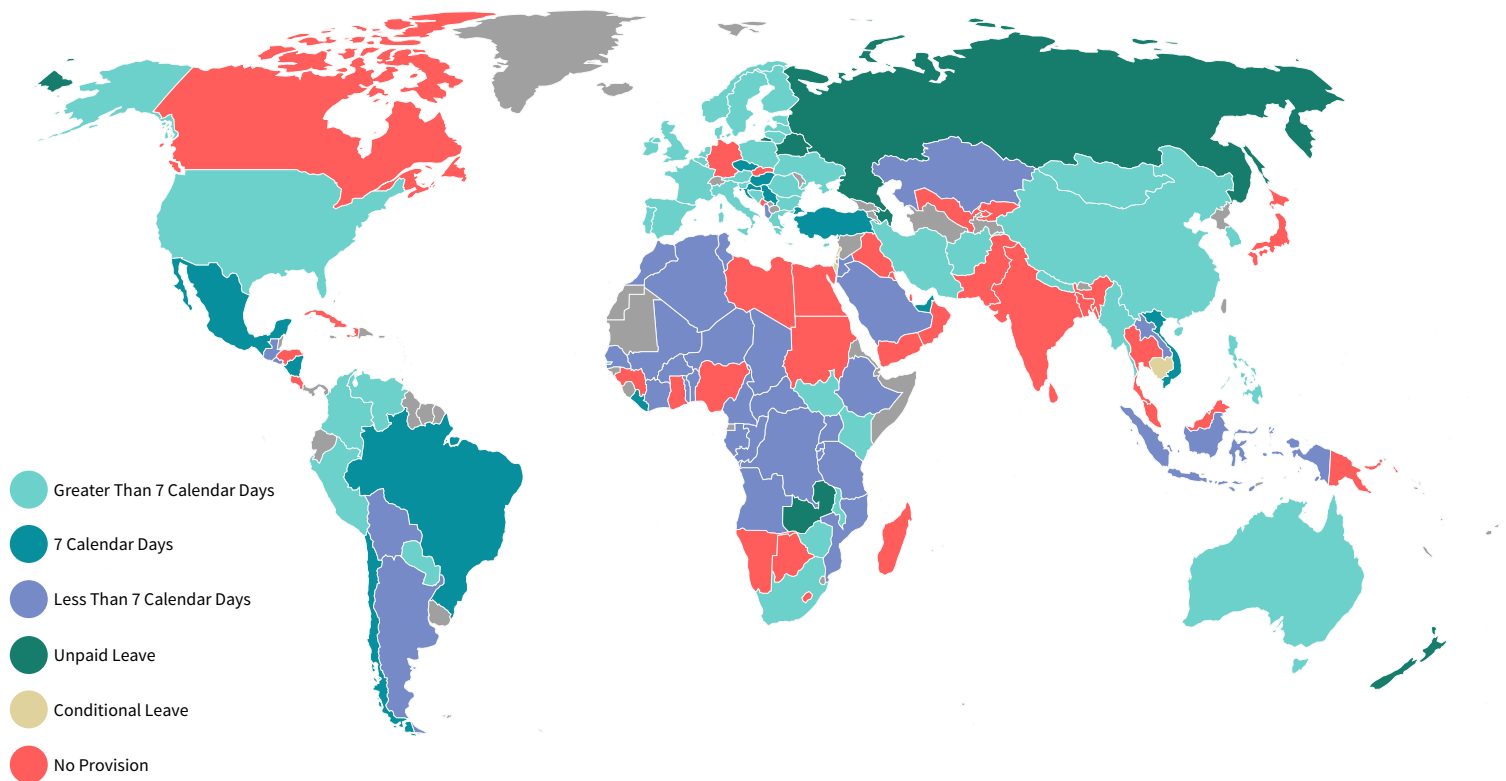 Greater Than 7 Calendar Days
7 Calendar Days
Less Than 7 Calendar Days
Unpaid Leave
Conditional Leave
No Provision